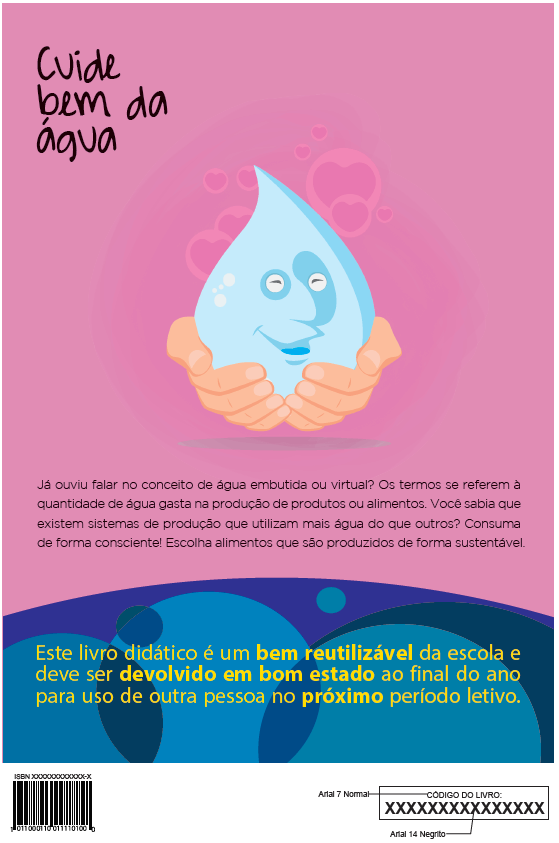 Cuide
bem da
água
Já ouviu falar no conceito de água embutida ou virtual? Os termos se referem à
quantidade de água gasta na produção de produtos ou alimentos. Você sabia que
existem sistemas de produção que utilizam mais água do que outros? Consuma
de forma consciente! Escolha alimentos que são produzidos de forma sustentável.
Este livro didático é um bem reutilizável da escola e
deve ser devolvido em bom estado ao final do ano
para uso de outra pessoa no próximo período letivo.
ISBN XXXXXXXXXXXXX-X
1 011000110 011110100 0
Arial 7 Normal
CÓDIGO DO LIVRO:
XXXXXXXXXXXXXXX
Arial 14 Negrito